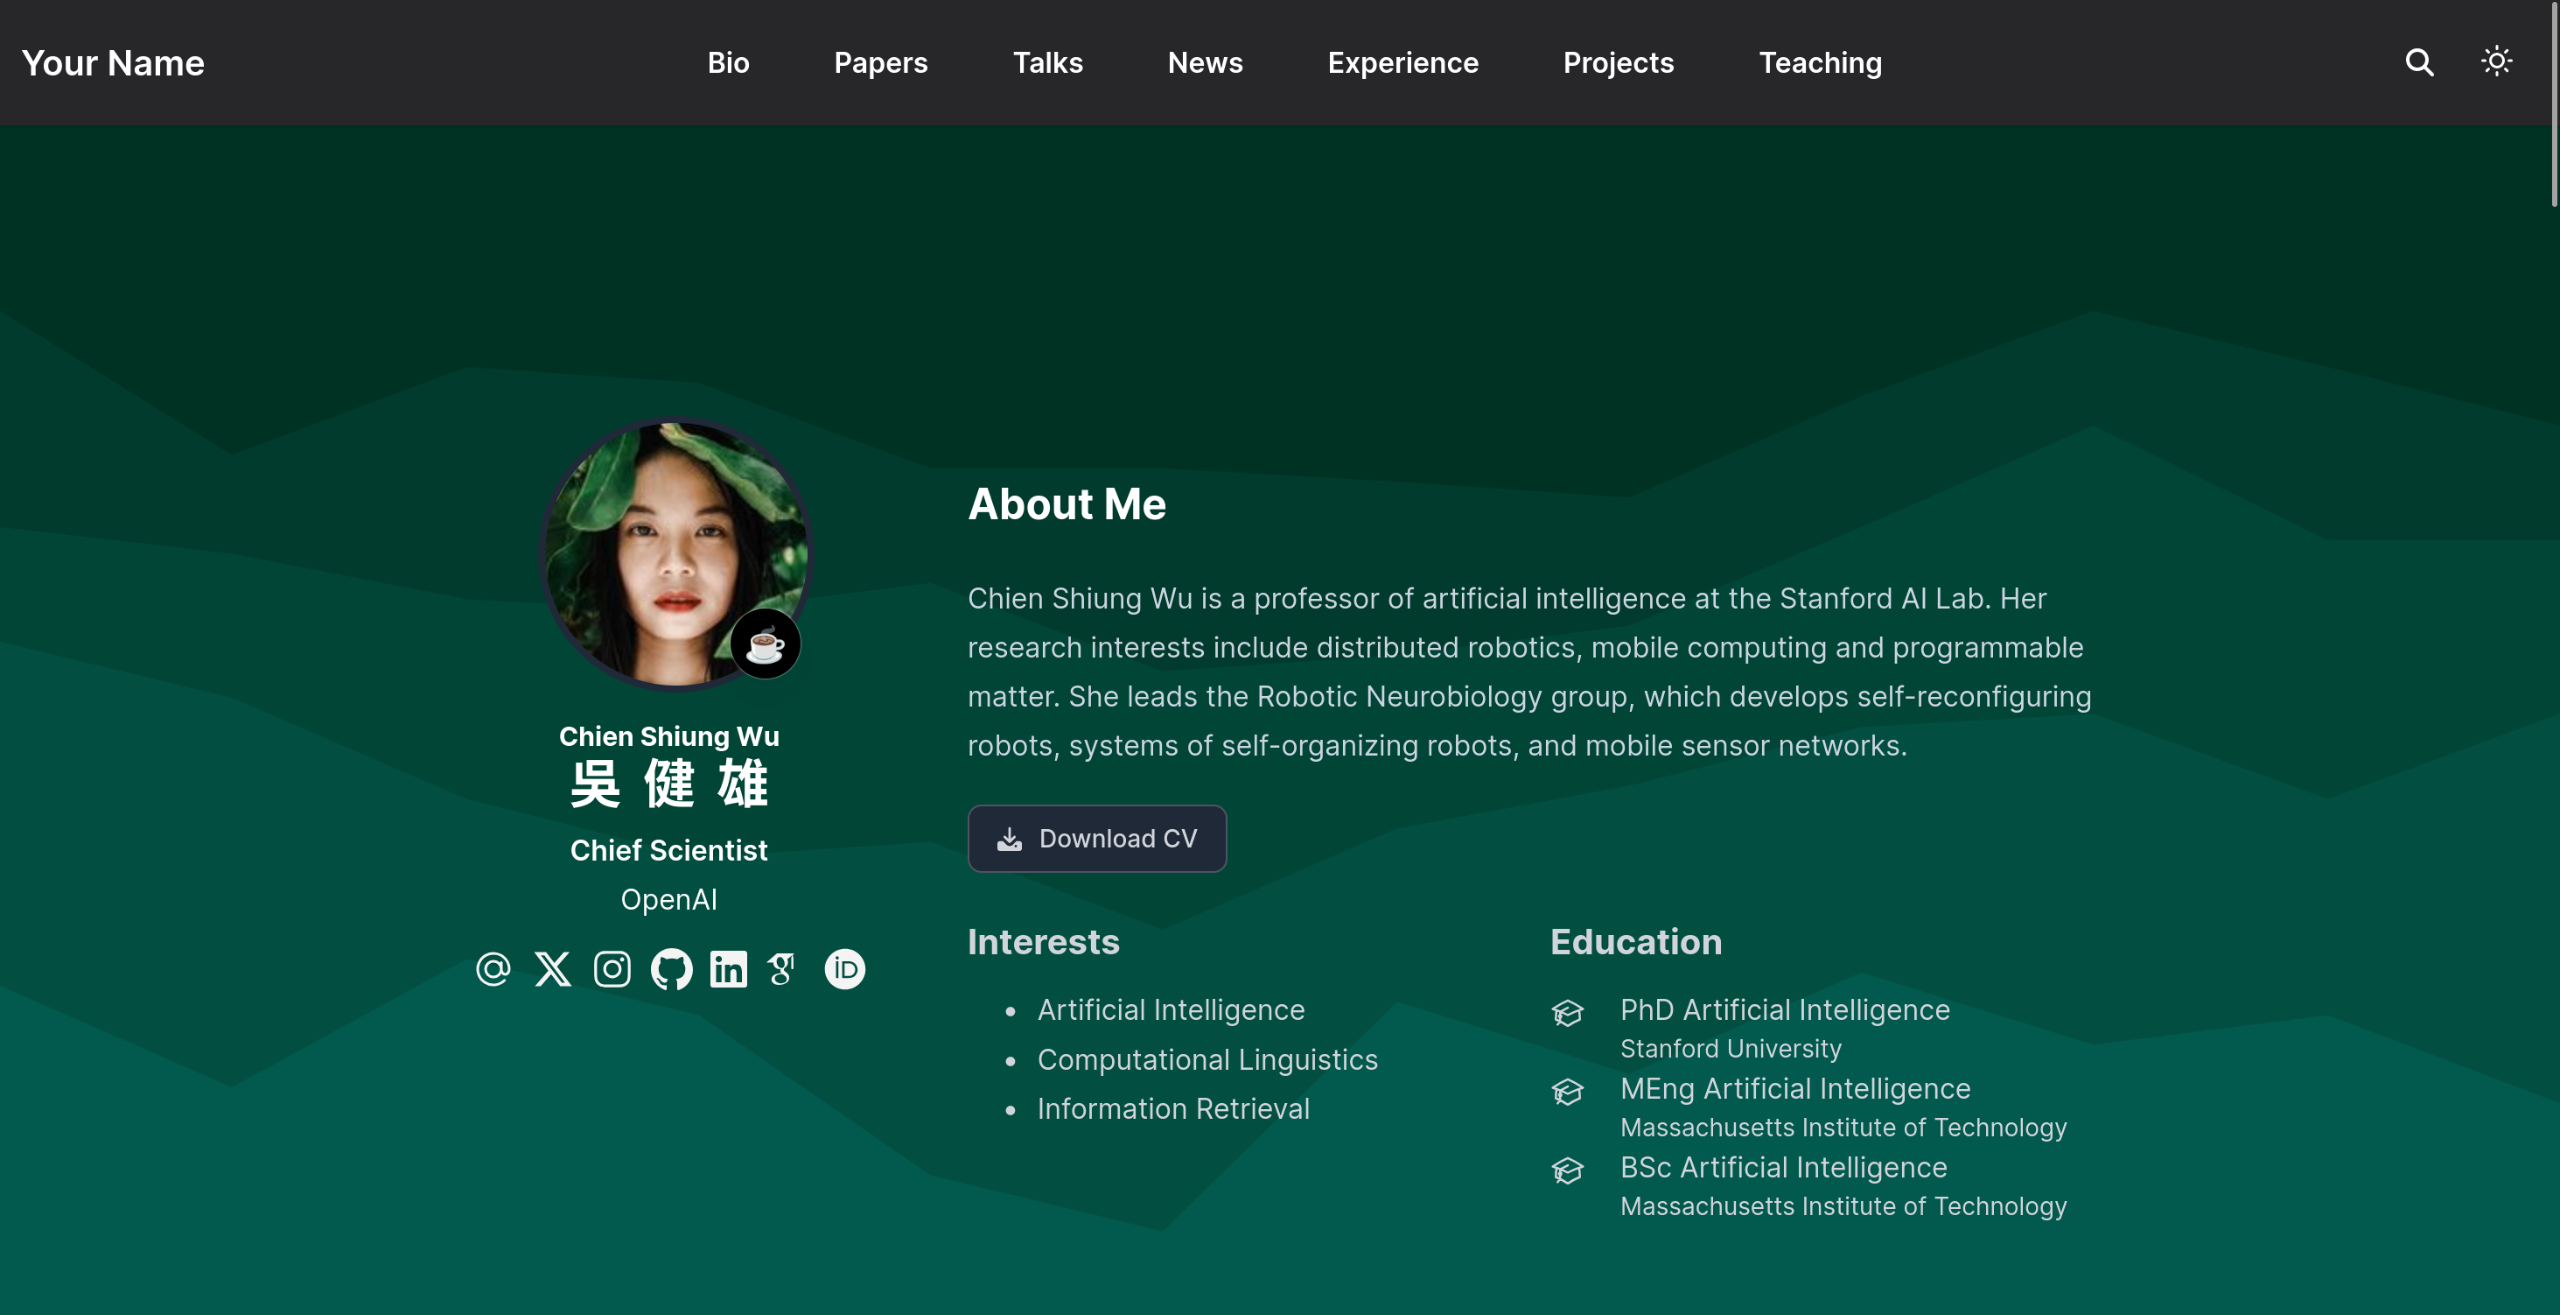 Your Name
Bio Papers Talks News Experience Projects Teaching
Chien Shiung Wu
吳健雄
Chief Scientist
OpenAI
About Me
Chien Shiung Wu is a professor of artificial intelligence at the Stanford AI Lab. Her
research interests include distributed robotics, mobile computing and programmable
matter. She leads the Robotic Neurobiology group, which develops self-reconfiguring
robots, systems of self-organizing robots, and mobile sensor networks.
Download CV
Interests
• Artificial Intelligence
• Computational Linguistics
• Information Retrieval
Education
PhD Artificial Intelligence
Stanford University
MEng Artificial Intelligence
Massachusetts Institute of Technology
BSc Artificial Intelligence
Massachusetts Institute of Technology